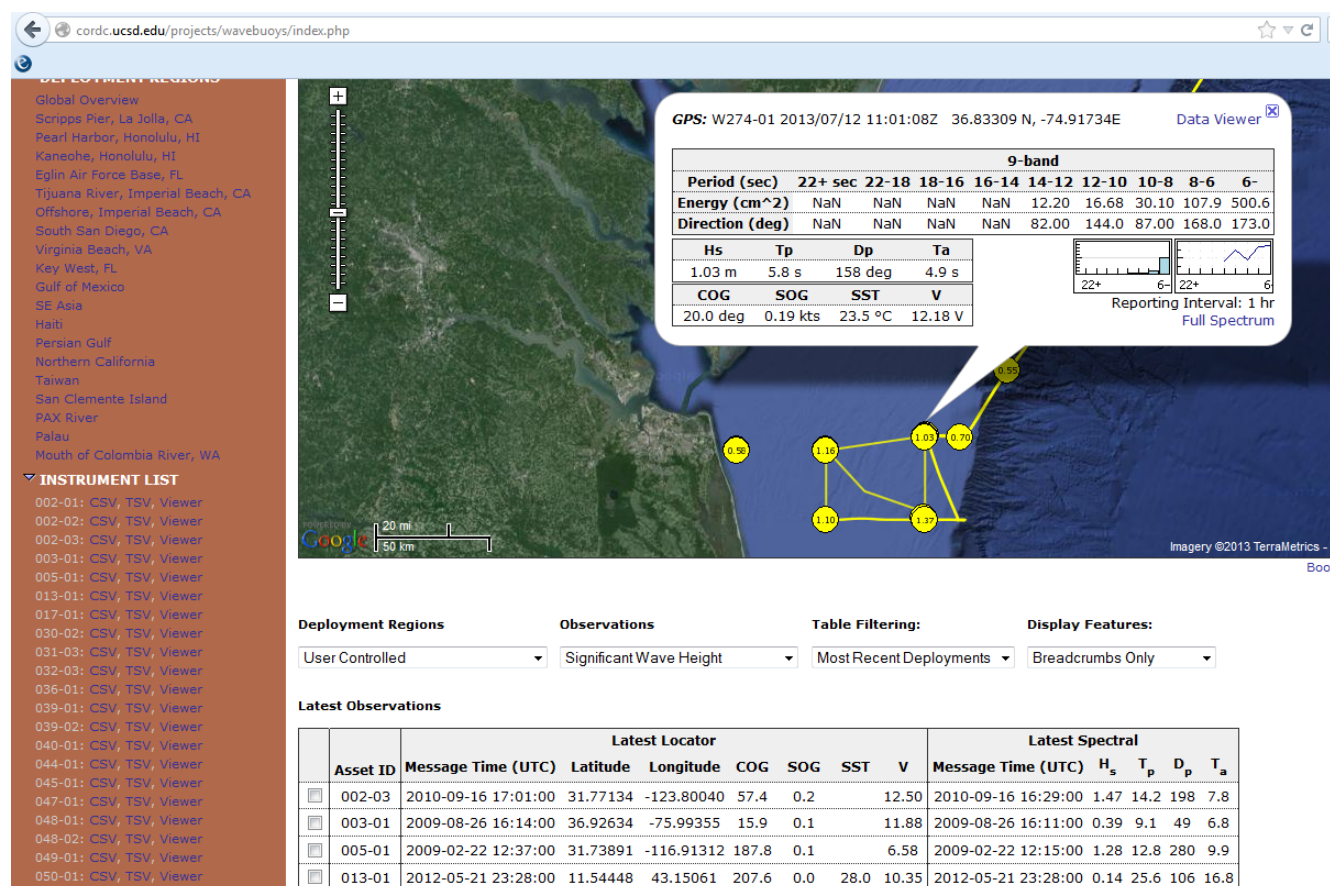 cordc.ucsd.edu/projects/wavebuoys/index.php
DEPLOYMENT REGIONS
Global Overview
Scripps Pier, La Jolla, CA
Pearl Harbor, Honolulu, HI
Kaneohe, Honolulu, HI
Eglin Air Force Base, FL
Tijuana River, Imperial Beach, CA
Offshore, Imperial Beach, CA
South San Diego, CA
Virginia Beach, VA
Key West, FL
Gulf of Mexico
SE Asia
Haiti
Persian Gulf
Northern California
Taiwan
San Clemente Island
PAX River
Palau
Mouth of Colombia River, WA
INSTRUMENT LIST
002-01: CSV, TSV, Viewer
002-02: CSV, TSV, Viewer
002-03: CSV, TSV, Viewer
003-01: CSV, TSV, Viewer
005-01: CSV, TSV, Viewer
013-01: CSV, TSV, Viewer
017-01: CSV, TSV, Viewer
030-02: CSV, TSV, Viewer
031-03: CSV, TSV, Viewer
032-03: CSV, TSV, Viewer
036-01: CSV, TSV, Viewer
039-01: CSV, TSV, Viewer
039-02: CSV, TSV, Viewer
040-01: CSV, TSV, Viewer
044-01: CSV, TSV, Viewer
045-01: CSV, TSV, Viewer
047-01: CSV, TSV, Viewer
048-01: CSV, TSV, Viewer
048-02: CSV, TSV, Viewer
049-01: CSV, TSV, Viewer
050-01: CSV, TSV, Viewer
GPS: W274-01 2013/07/12 11:01:08Z 36.83309 N, -74.91734E Data Viewer
9-band
Period (sec) 22+ sec 22-18 18-16 16-14 14-12 12-10 10-8 8-6 6-
Energy (cm^2) NaN NaN NaN NaN 12.20 16.68 30.10 107.9 500.6
Direction (deg) NaN NaN NaN NaN 82.00 144.0 87.00 168.0 173.0
Hs Tp Dp Ta
1.03 m 5.8 s 158 deg 4.9 s
COG SOG SST V
20.0 deg 0.19 kts 23.5 °C 12.18 V
22+ 6- 22+ 6
Reporting Interval: 1 hr
Full Spectrum
0.55
1.03 0.70
0.58 1.16
1.10 1.37
20 mi
Google 50 km
Imagery ©2013 TerraMetrics -
Boo
Deployment Regions Observations Table Filtering: Display Features:
User Controlled Significant Wave Height Most Recent Deployments Breadcrumbs Only
Latest Observations
Latest Locator Latest Spectral
Asset ID Message Time (UTC) Latitude Longitude COG SOG SST V Message Time (UTC) Hs Tp Dp Ta
002-03 2010-09-16 17:01:00 31.77134 -123.80040 57.4 0.2 12.50 2010-09-16 16:29:00 1.47 14.2 198 7.8
003-01 2009-08-26 16:14:00 36.92634 -75.99355 15.9 0.1 11.88 2009-08-26 16:11:00 0.39 9.1 49 6.8
005-01 2009-02-22 12:37:00 31.73891 -116.91312 187.8 0.1 6.58 2009-02-22 12:15:00 1.28 12.8 280 9.9
013-01 2012-05-21 23:28:00 11.54448 43.15061 207.6 0.0 28.0 10.35 2012-05-21 23:28:00 0.14 25.6 106 16.8